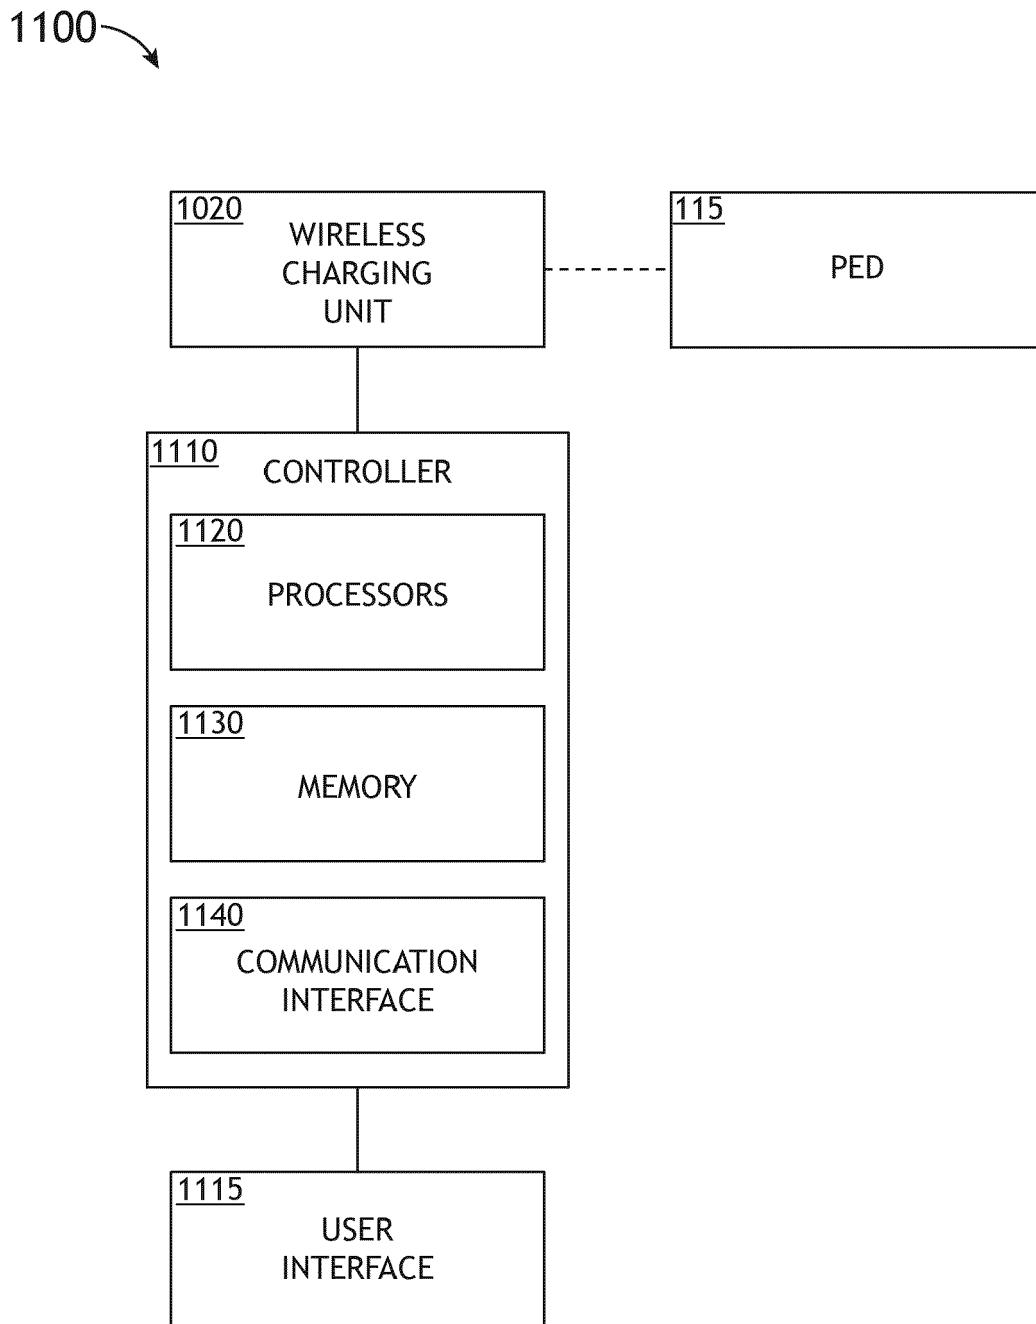 1100
1020
WIRELESS
CHARGING
UNIT
115
PED
1110
CONTROLLER
1120
PROCESSORS
1130
MEMORY
1140
COMMUNICATION
INTERFACE
1115
USER
INTERFACE